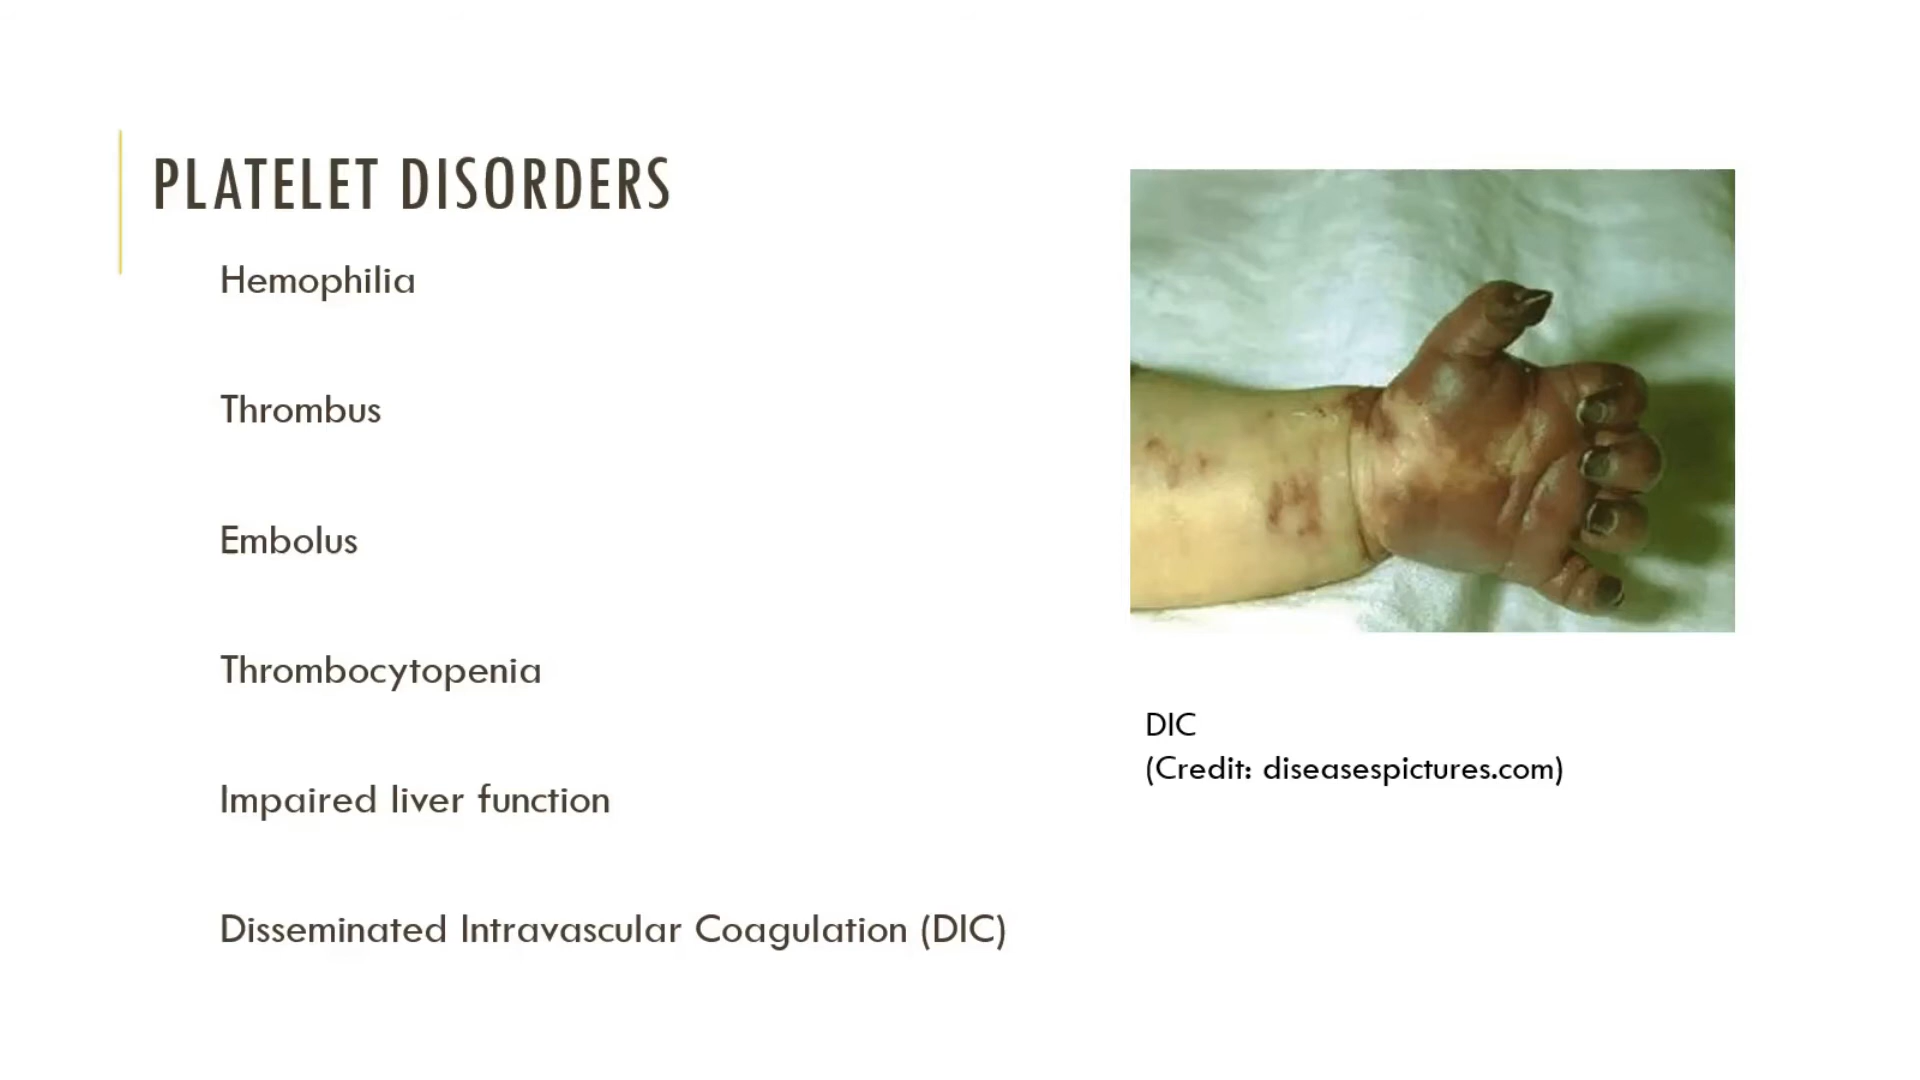 PLATELET DISORDERS
Hemophilia
Thrombus
Embolus
Thrombocytopenia
Impaired liver function
Disseminated Intravascular Coagulation (DIC)
DIC
(Credit: diseasespictures.com)